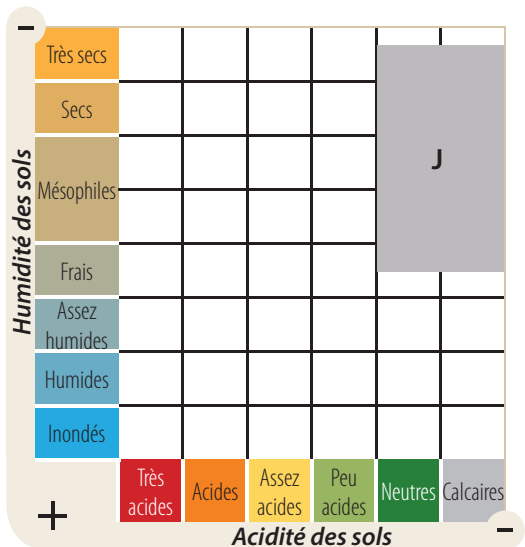 −
Très secs
Secs
Mésophiles
Frais
Assez
humides
Humides
Inondés
Humidité des sols
J
Très
acides
Acides
Assez
acides
Peu
acides
Neutres
Calcaires
+
Acidité des sols
−